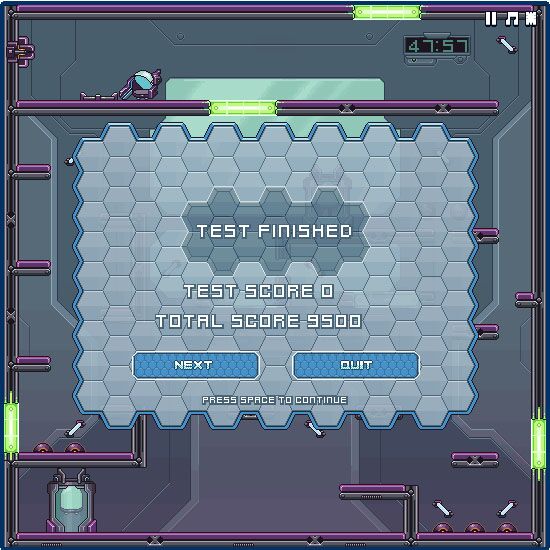 47:57
TEST FINISHED
TEST SCORE 0
TOTAL SCORE 9500
NEXT
QUIT
PRESS SPACE TO CONTINUE